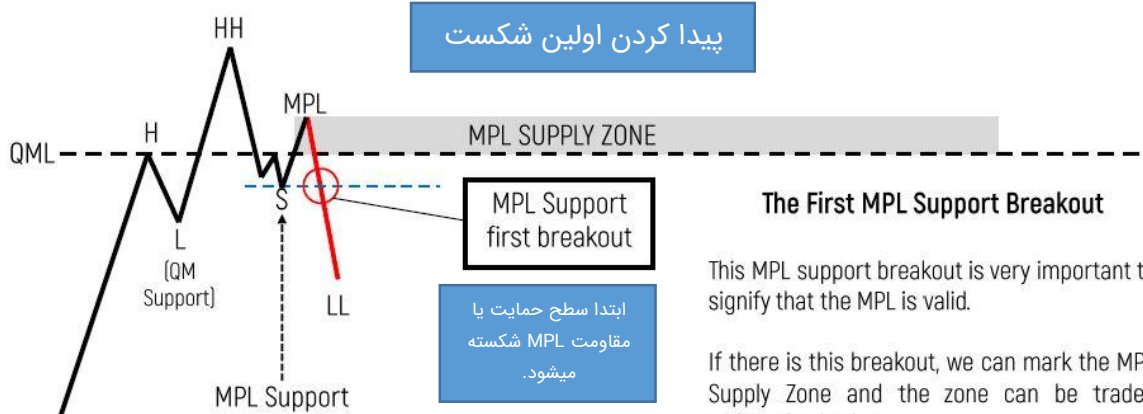 پیدا کردن اولین شکست
HH
MPL
H
MPL SUPPLY ZONE
QML
S
MPL Support
first breakout
The First MPL Support Breakout
L
(QM
Support)
LL
This MPL support breakout is very important t
signify that the MPL is valid.
ابتدا سطح حمایت یا
مقاومت MPL شکسته
میشود.
If there is this breakout, we can mark the MP
Supply Zone and the zone can be trade
MPL Support